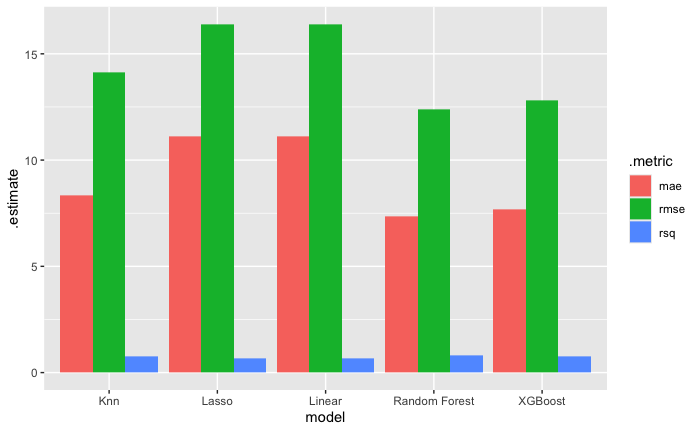 .estimate
15
10
5
0
Knn
Lasso
Linear
Random Forest
XGBoost
model
.metric
mae
rmse
rsq